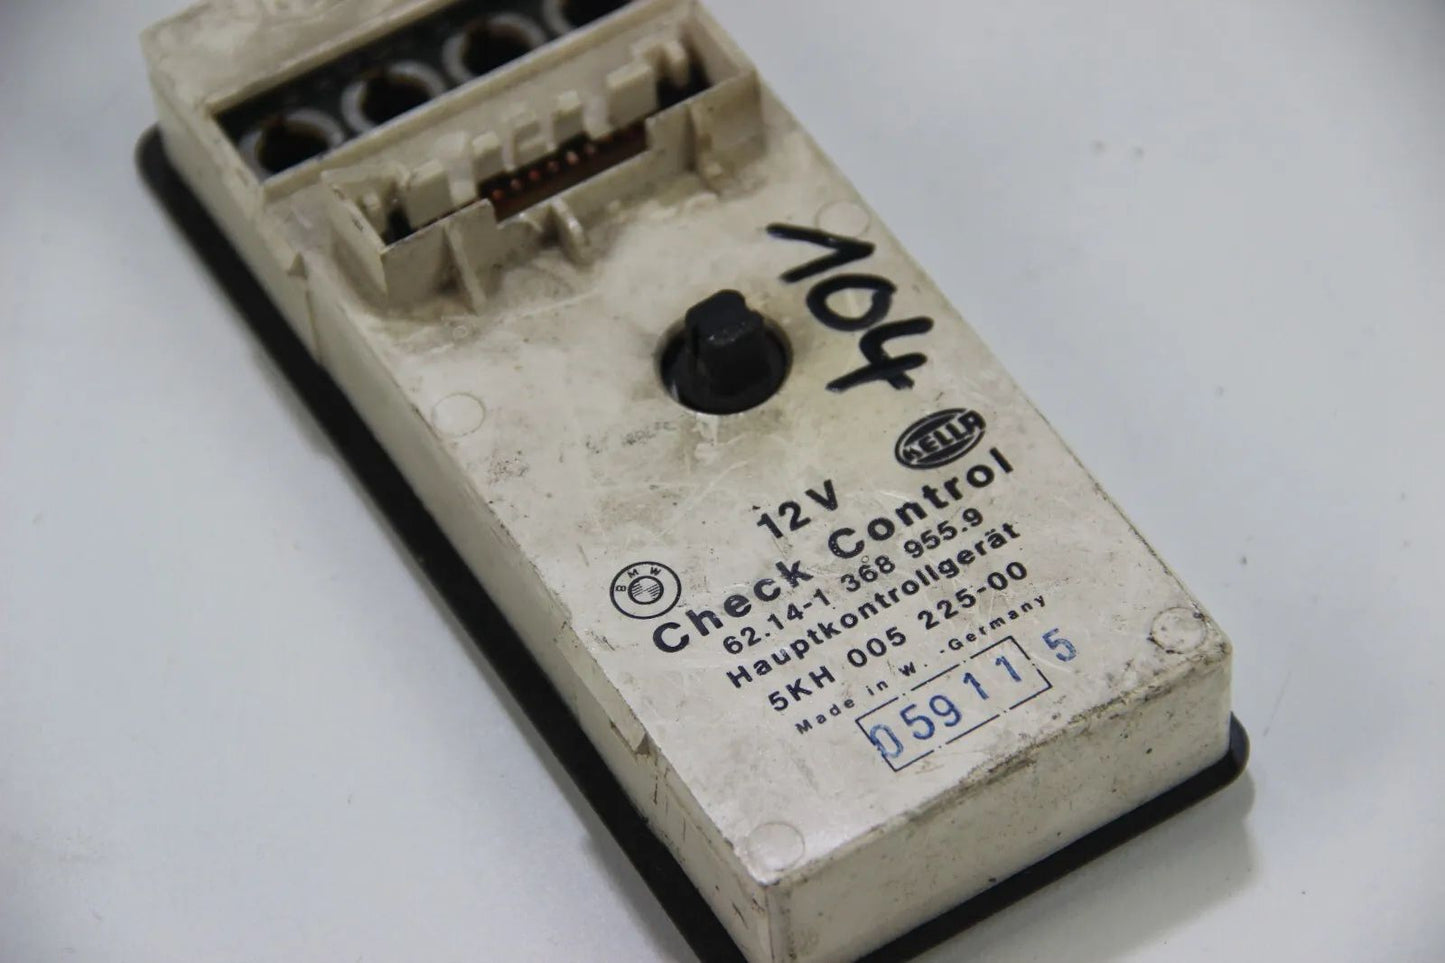 104
HELLA
12V
BMW
Check Control
62.14-1 368 955.9
Hauptkontrollgerät
5KH 005 225-00
Made in W.-Germany
05911 5